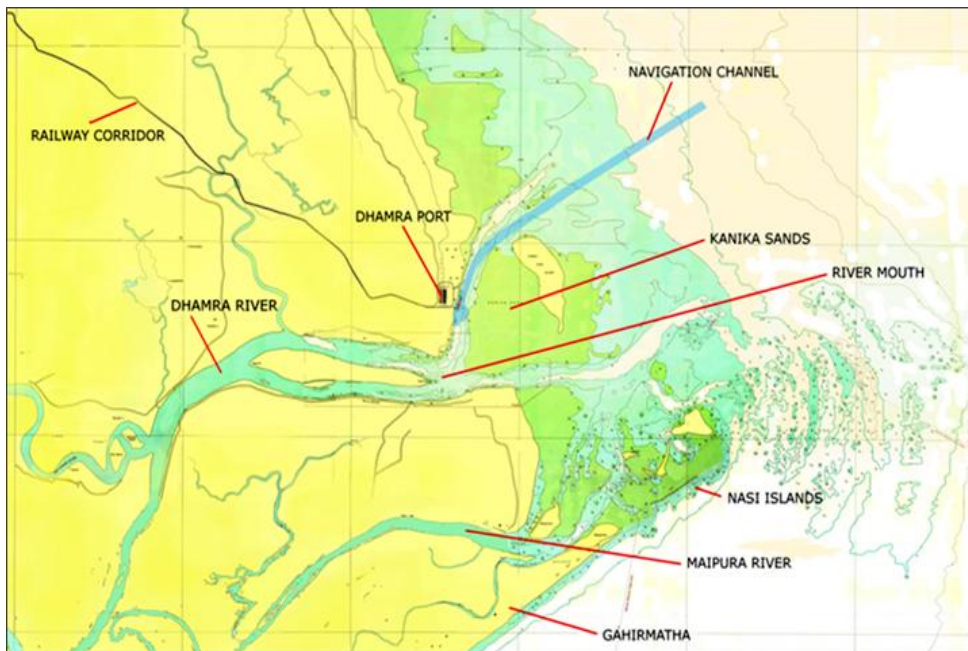 NAVIGATION CHANNEL
RAILWAY CORRIDOR
DHAMRA PORT
KANIKA SANDS
RIVER MOUTH
DHAMRA RIVER
NASI ISLANDS
MAIPURA RIVER
GAHIRMATHA